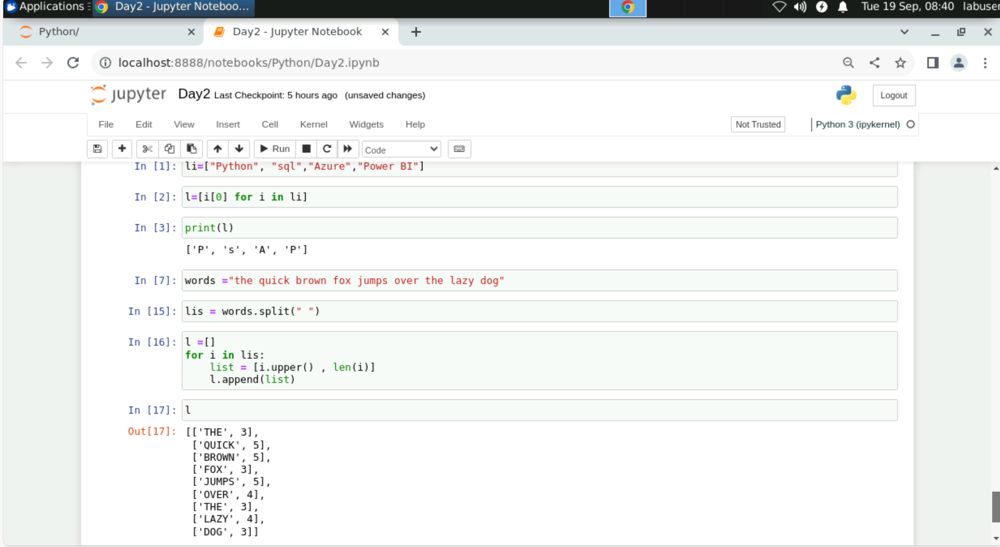 Applications Day2 - Jupyter Noteboo... Tue 19 Sep, 08:40 labuser
Python/ Day2 - Jupyter Notebook
localhost:8888/notebooks/Python/Day2.ipynb
jupyter Day2 Last Checkpoint: 5 hours ago (unsaved changes) Logout
File Edit View Insert Cell Kernel Widgets Help Not Trusted Python 3 (ipykernel)
Run Code
In [1]: li=["Python", "sql","Azure","Power BI"]
In [2]: l=[i[0] for i in li]
In [3]: print(l)
['P', 's', 'A', 'P']
In [7]: words ="the quick brown fox jumps over the lazy dog"
In [15]: lis = words.split(" ")
In [16]: l =[]
for i in lis:
    list = [i.upper() , len(i)]
    l.append(list)
In [17]: l
Out[17]: [['THE', 3],
['QUICK', 5],
['BROWN', 5],
['FOX', 3],
['JUMPS', 5],
['OVER', 4],
['THE', 3],
['LAZY', 4],
['DOG', 3]]